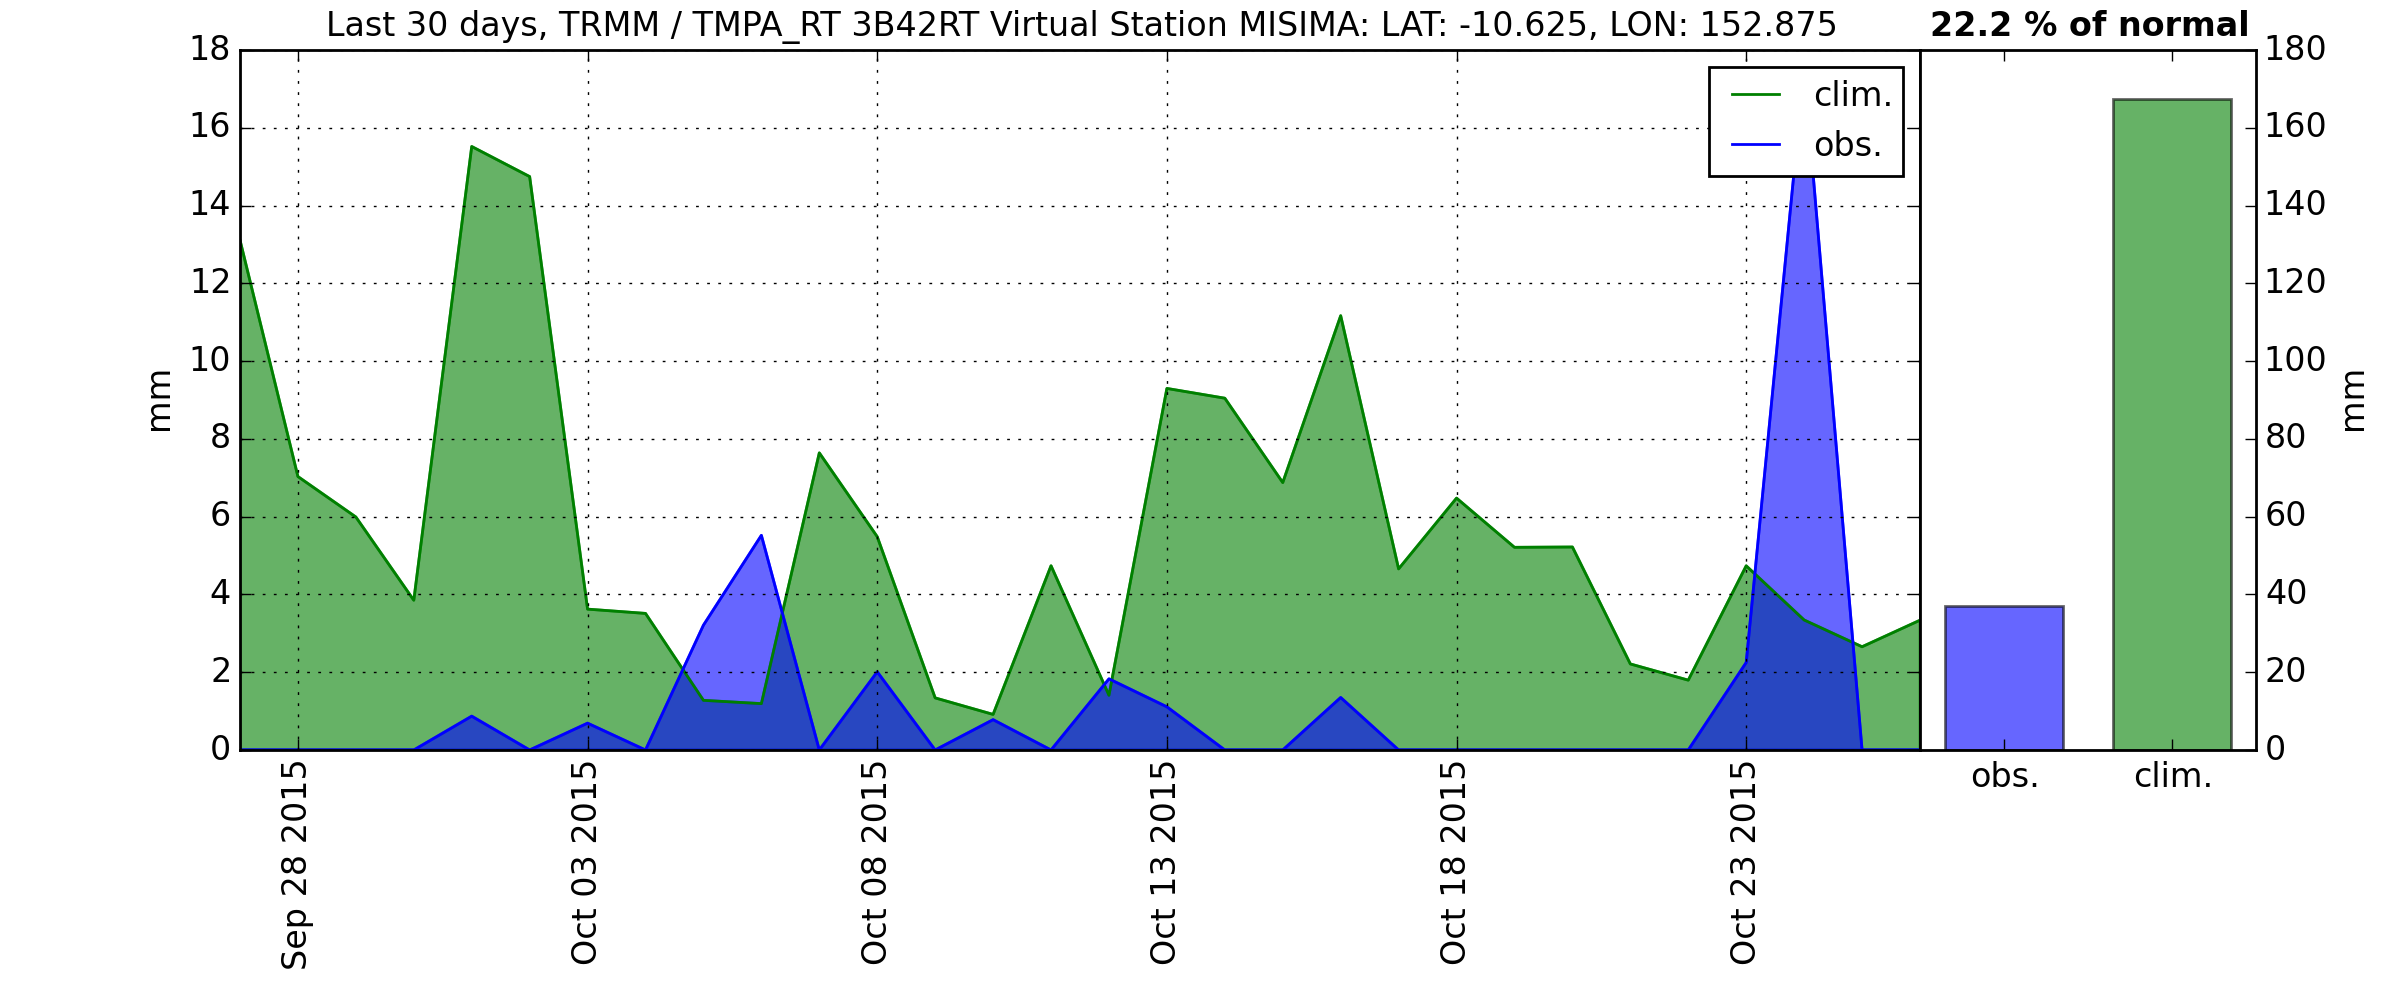 Last 30 days, TRMM / TMPA_RT 3B42RT Virtual Station MISIMA: LAT: -10.625, LON: 152.875
22.2 % of normal
18
16
14
12
10
8
6
4
2
0
mm
clim.
obs.
Sep 28 2015
Oct 03 2015
Oct 08 2015
Oct 13 2015
Oct 18 2015
Oct 23 2015
180
160
140
120
100
80
60
40
20
0
mm
obs.
clim.